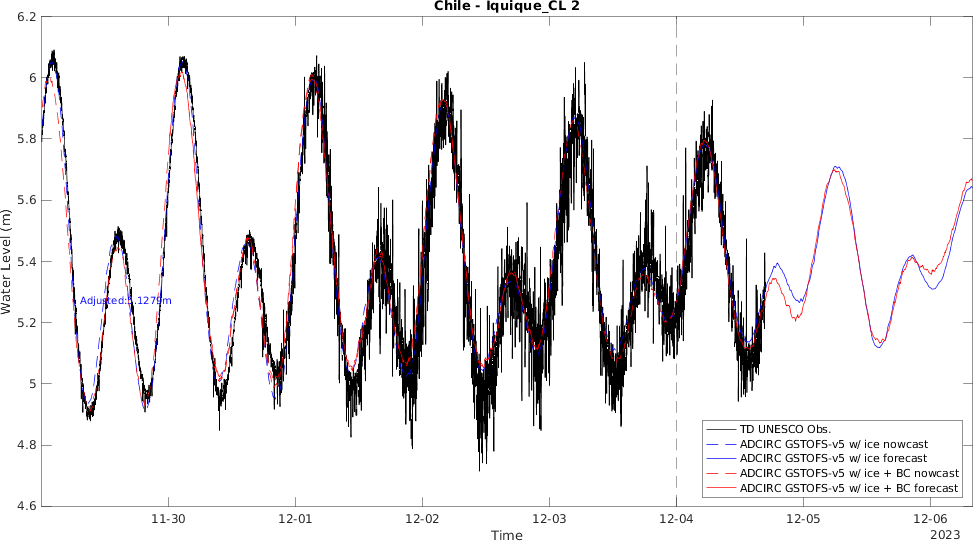 Chile - Iquique_CL 2
6.2
6
5.8
5.6
5.4
5.2
5
4.8
4.6
Water Level (m)
Adjusted: .1279m
TD UNESCO Obs.
ADCIRC GSTOFS-v5 w/ ice nowcast
ADCIRC GSTOFS-v5 w/ ice forecast
ADCIRC GSTOFS-v5 w/ ice + BC nowcast
ADCIRC GSTOFS-v5 w/ ice + BC forecast
11-30
12-01
12-02
12-03
12-04
12-05
12-06
Time
2023